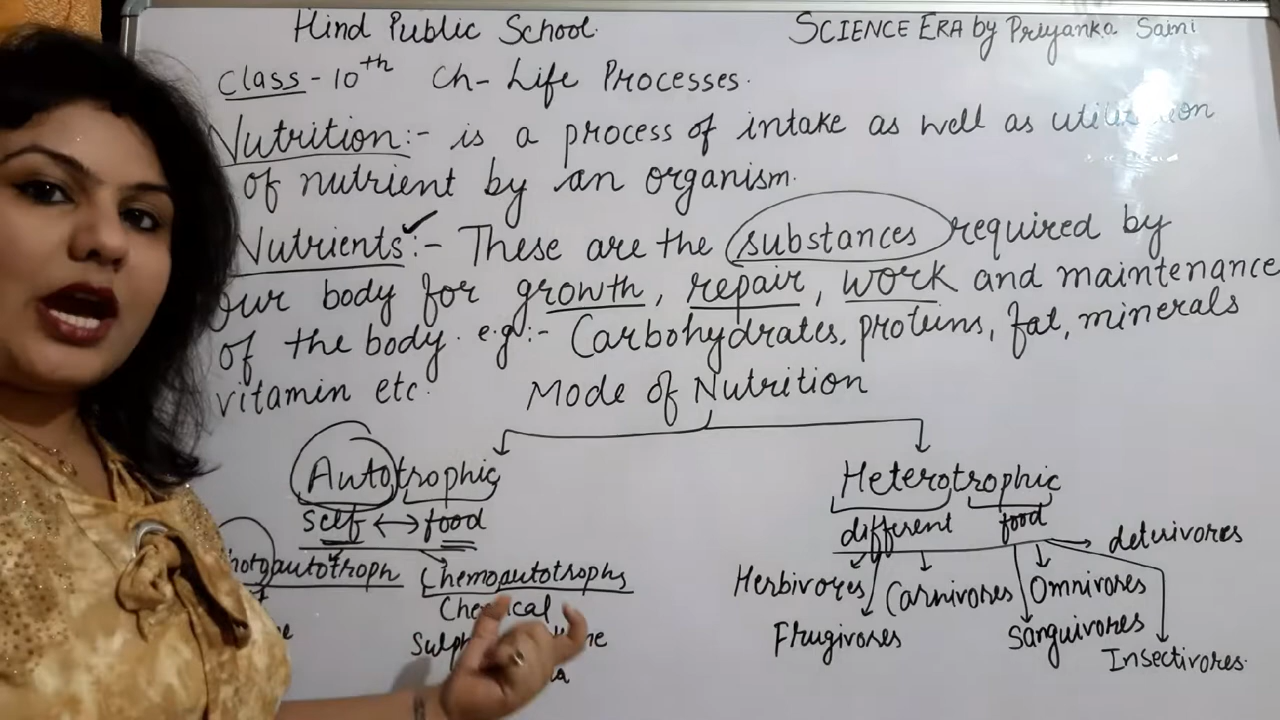 Hind Public School.
SCIENCE ERA by Priyanka Saini
Class - 10th Ch- Life Processes.
Nutrition:- is a process of intake as well as
of nutrient by an organism.
Nutrients:- These are the substances required by
our body for growth, repair, work and maintenance
of the body. e.g:- Carbohydrates, proteins, fat, minerals
vitamin etc.
Mode of Nutrition
Autotrophic
Heterotrophic
self ↔ food
different food
detrivores
autotroph
Chemoautotrophs
Herbivores Carnivores Omnivores
Frugivores
Sanguivores
Insectivores.